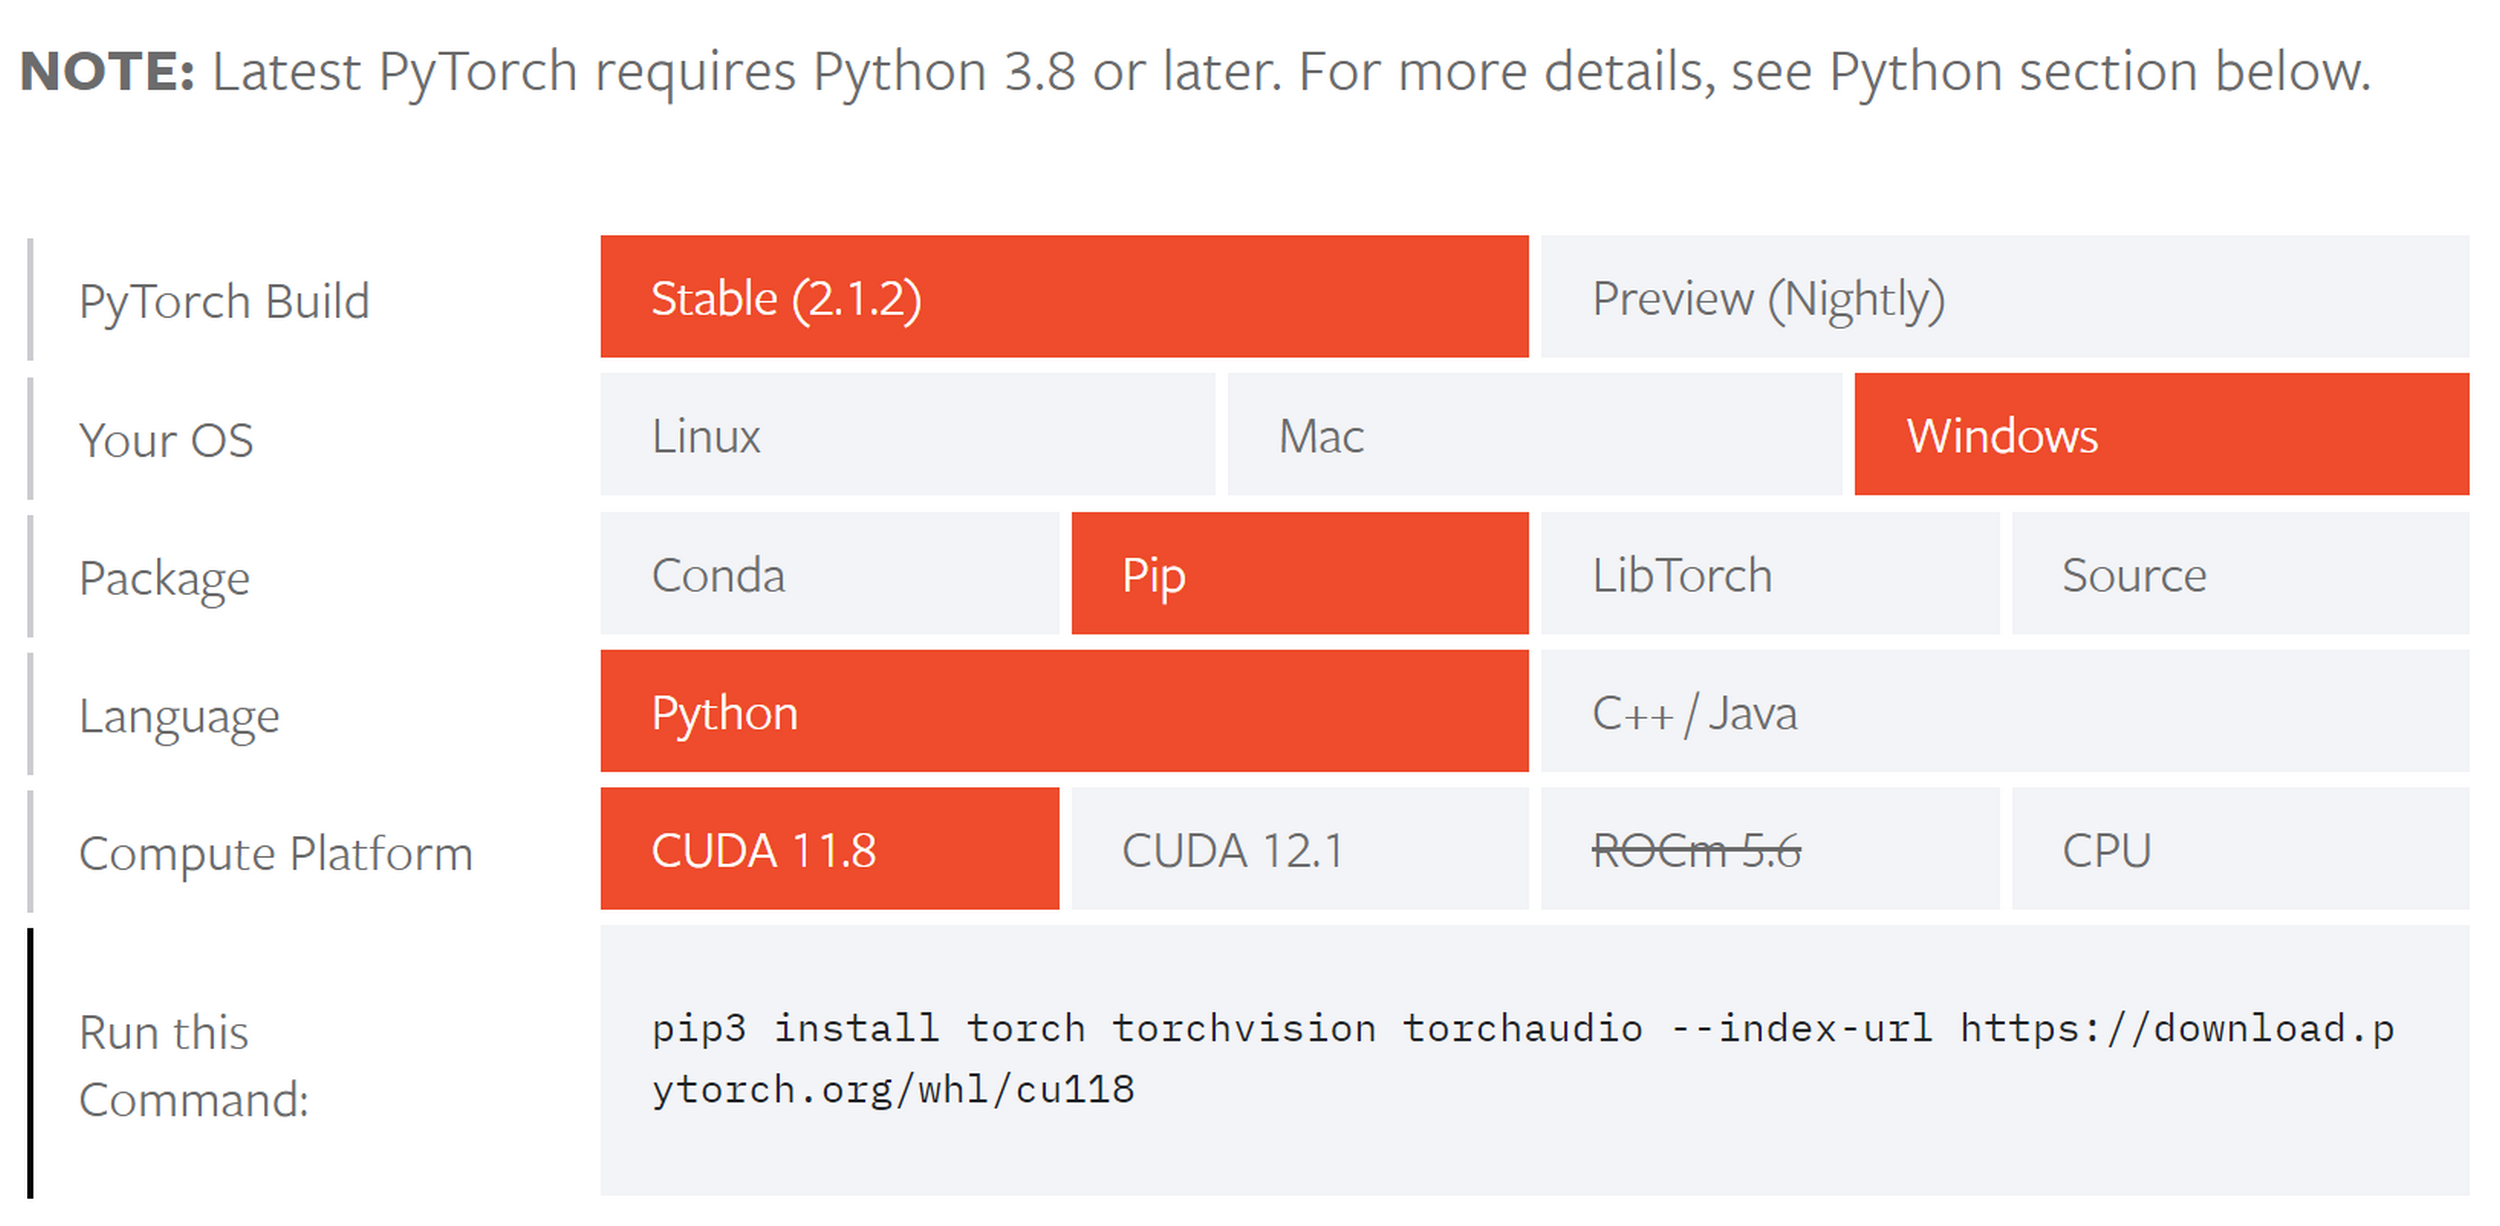 NOTE: Latest PyTorch requires Python 3.8 or later. For more details, see Python section below.
PyTorch Build
Stable (2.1.2)
Preview (Nightly)
Your OS
Linux
Mac
Windows
Package
Conda
Pip
LibTorch
Source
Language
Python
C++ / Java
Compute Platform
CUDA 11.8
CUDA 12.1
ROCm 5.6
CPU
Run this
Command:
pip3 install torch torchvision torchaudio --index-url https://download.p
ytorch.org/whl/cu118